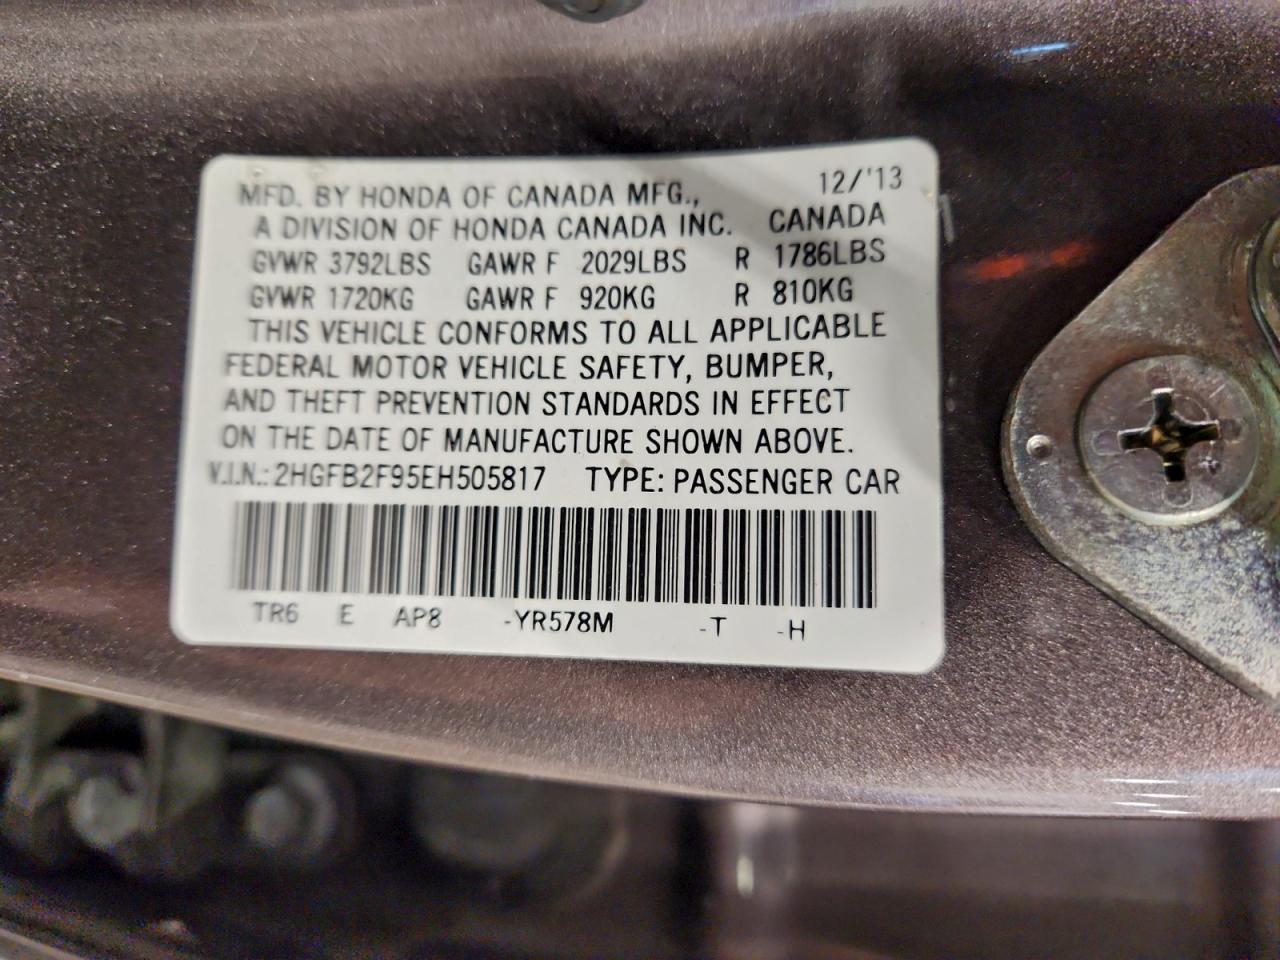 MFD. BY HONDA OF CANADA MFG., 12/'13
A DIVISION OF HONDA CANADA INC. CANADA
GVWR 3792LBS GAWR F 2029LBS R 1786LBS
GVWR 1720KG GAWR F 920KG R 810KG
THIS VEHICLE CONFORMS TO ALL APPLICABLE
FEDERAL MOTOR VEHICLE SAFETY, BUMPER,
AND THEFT PREVENTION STANDARDS IN EFFECT
ON THE DATE OF MANUFACTURE SHOWN ABOVE.
V.I.N.: 2HGFB2F95EH505817 TYPE: PASSENGER CAR
TR6 E AP8 -YR578M -T -H